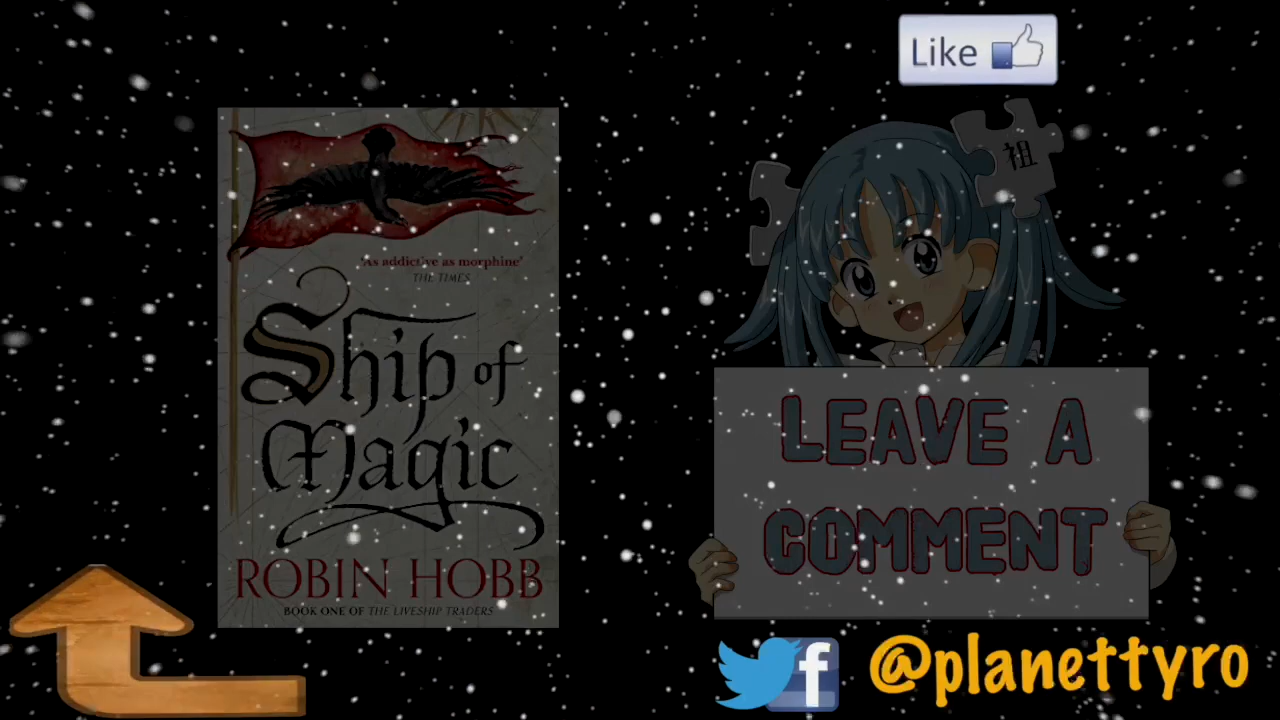 Like
祖
'As addictive as morphine'
THE TIMES
Ship of
Magic
ROBIN HOBB
BOOK ONE OF THE LIVESHIP TRADERS
LEAVE A
COMMENT
f
@planettyro